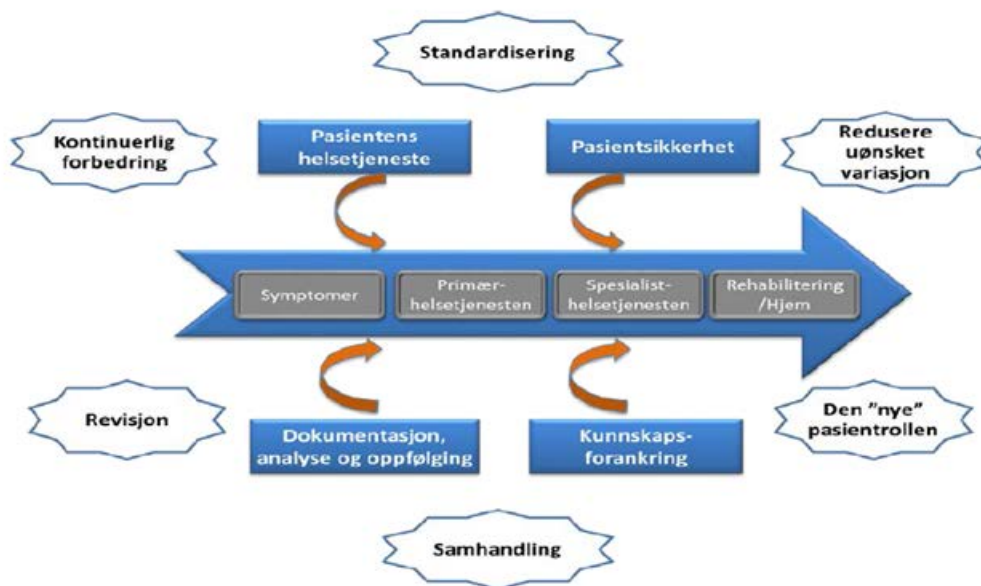 Standardisering
Kontinuerlig
forbedring
Pasientens
helsetjeneste
Pasientsikkerhet
Redusere
uønsket
variasjon
Symptomer
Primær-
helsetjenesten
Spesialist-
helsetjenesten
Rehabilitering
/Hjem
Revisjon
Dokumentasjon,
analyse og oppfølging
Kunnskaps-
forankring
Den ”nye”
pasientrollen
Samhandling